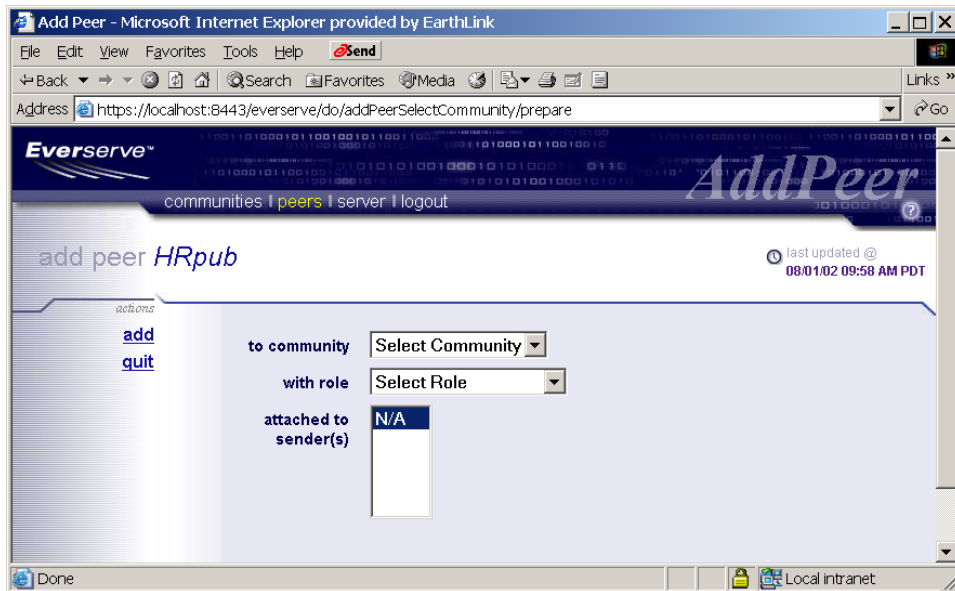 Add Peer - Microsoft Internet Explorer provided by EarthLink
File Edit View Favorites Tools Help Send
Back Search Favorites Media Links »
Address https://localhost:8443/everserve/do/addPeerSelectCommunity/prepare Go
Everserve™
AddPeer
communities | peers | server | logout
?
add peer HRpub
last updated @
08/01/02 09:58 AM PDT
actions
add
quit
to community Select Community
with role Select Role
attached to sender(s) N/A
Done Local intranet